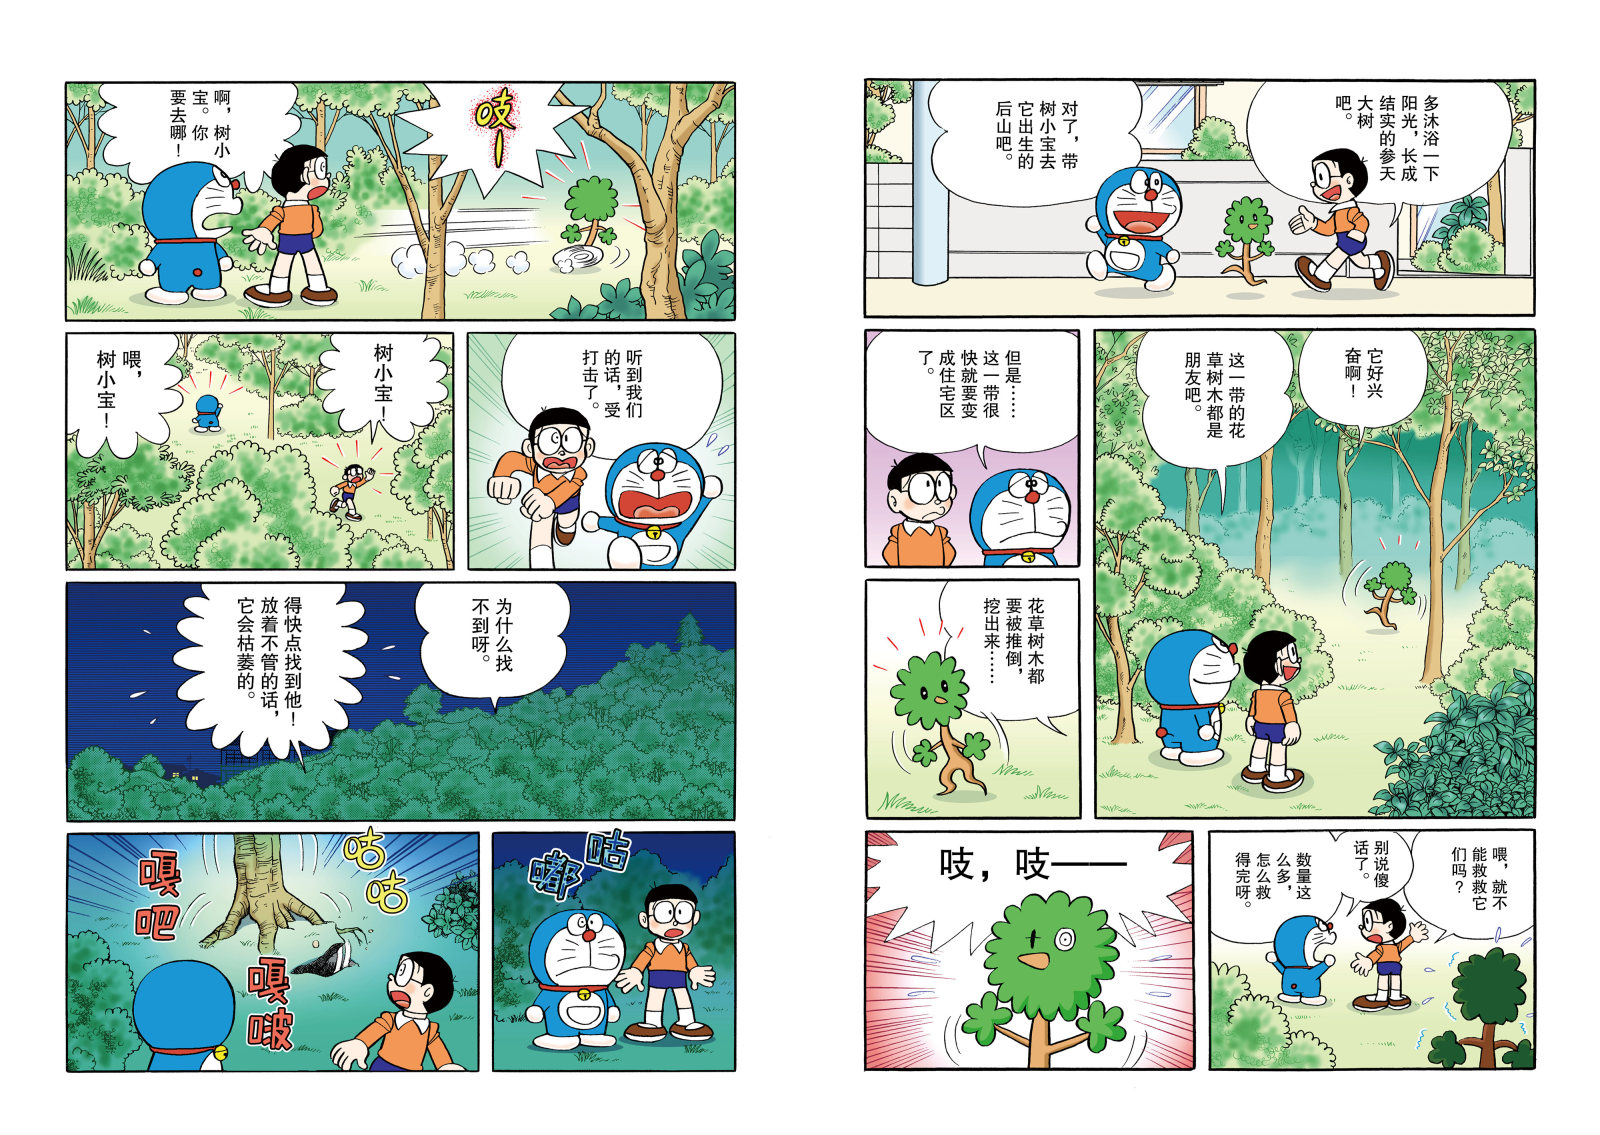 多沐浴一下
阳光，长成
结实的参天
大树
吧。
对了，带
树小宝去
它出生的
后山吧。
它好兴
奋啊！
这一带的花
草树木都是
朋友吧。
但是……
这一带很
快就要变
成住宅区
了。
花草树木都
要被推倒，
挖出来……
喂，就不
能救救它
们吗？
别说傻
话了。
数量这
么多，
怎么救
得完呀。
吱，吱——
吱—
啊，树小
宝。你
要去哪！
听到我们
的话，受
打击了。
树小宝！
喂，
树小宝！
为什么找
不到呀。
得快点找到他！
放着不管的话，
它会枯萎的。
咕嘟
咕咕
嘎吧
嘎啵